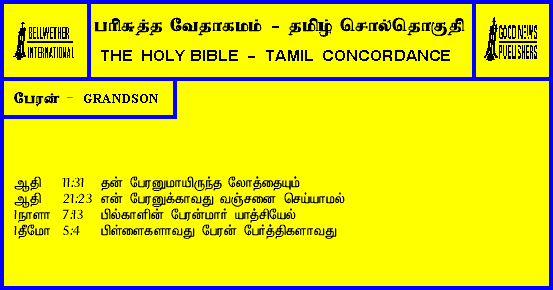 BELLWETHER INTERNATIONAL
பரிசுத்த வேதாகமம் - தமிழ் சொல்தொகுதி
THE HOLY BIBLE - TAMIL CONCORDANCE
GOOD NEWS PUBLISHERS
பேரன் - GRANDSON
ஆதி 11:31 தன் பேரனுமாயிருந்த லோத்தையும்
ஆதி 21:23 என் பேரனுக்காவது வஞ்சனை செய்யாமல்
1நாளா 7:13 பில்காளின் பேரன்மார் யாத்சியேல்
1தீமோ 5:4 பிள்ளைகளாவது பேரன் பேர்த்திகளாவது